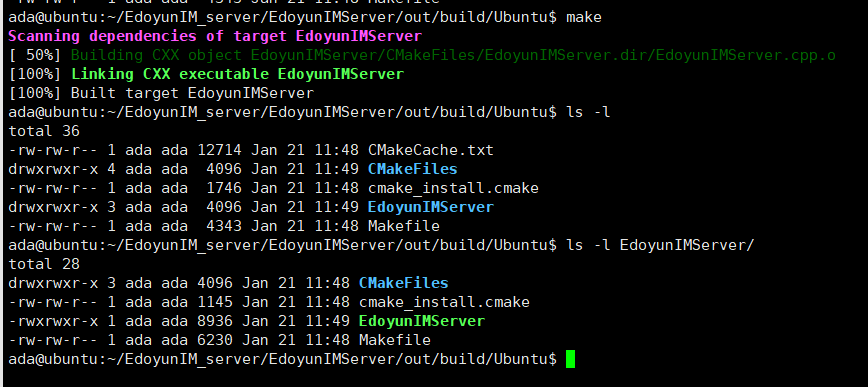 ada@ubuntu:~/EdoyunIM_server/EdoyunIMServer/out/build/Ubuntu$ make
Scanning dependencies of target EdoyunIMServer
[ 50%] Building CXX object EdoyunIMServer/CMakeFiles/EdoyunIMServer.dir/EdoyunIMServer.cpp.o
[100%] Linking CXX executable EdoyunIMServer
[100%] Built target EdoyunIMServer
ada@ubuntu:~/EdoyunIM_server/EdoyunIMServer/out/build/Ubuntu$ ls -l
total 36
-rw-rw-r-- 1 ada ada 12714 Jan 21 11:48 CMakeCache.txt
drwxrwxr-x 4 ada ada  4096 Jan 21 11:49 CMakeFiles
-rw-rw-r-- 1 ada ada  1746 Jan 21 11:48 cmake_install.cmake
drwxrwxr-x 3 ada ada  4096 Jan 21 11:49 EdoyunIMServer
-rw-rw-r-- 1 ada ada  4343 Jan 21 11:48 Makefile
ada@ubuntu:~/EdoyunIM_server/EdoyunIMServer/out/build/Ubuntu$ ls -l EdoyunIMServer/
total 28
drwxrwxr-x 3 ada ada 4096 Jan 21 11:48 CMakeFiles
-rw-rw-r-- 1 ada ada 1145 Jan 21 11:48 cmake_install.cmake
-rwxrwxr-x 1 ada ada 8936 Jan 21 11:49 EdoyunIMServer
-rw-rw-r-- 1 ada ada 6230 Jan 21 11:48 Makefile
ada@ubuntu:~/EdoyunIM_server/EdoyunIMServer/out/build/Ubuntu$